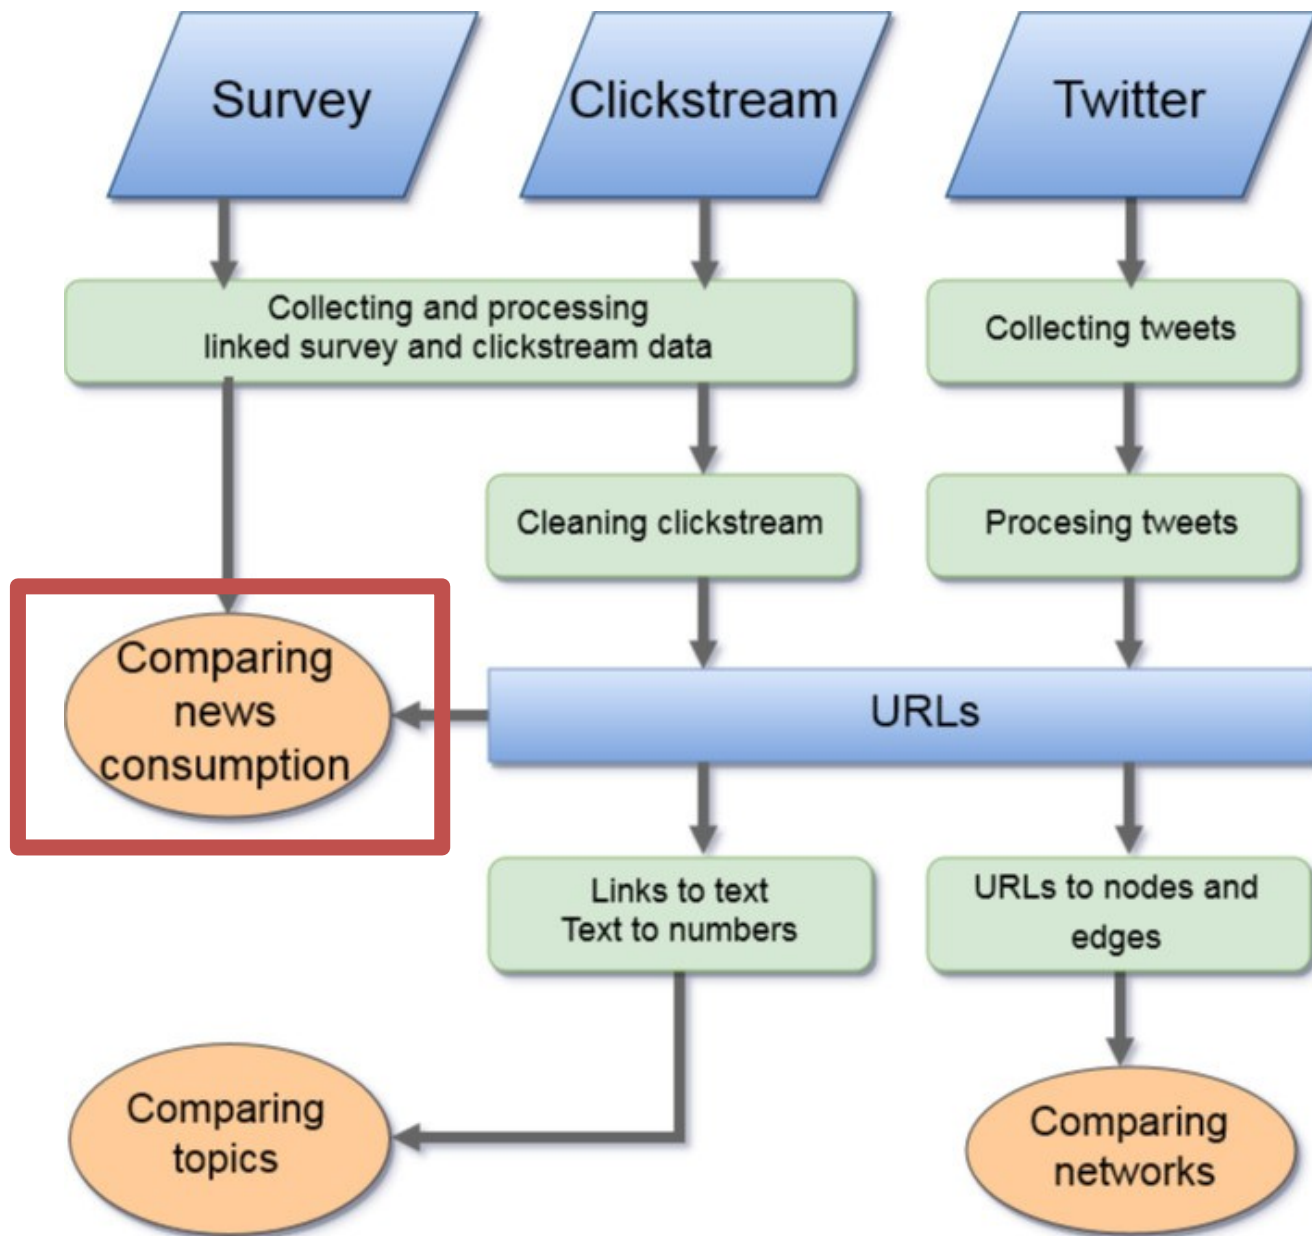 Survey
Clickstream
Twitter
Collecting and processing
linked survey and clickstream data
Collecting tweets
Cleaning clickstream
Procesing tweets
Comparing
news
consumption
URLs
Links to text
Text to numbers
URLs to nodes and
edges
Comparing
topics
Comparing
networks